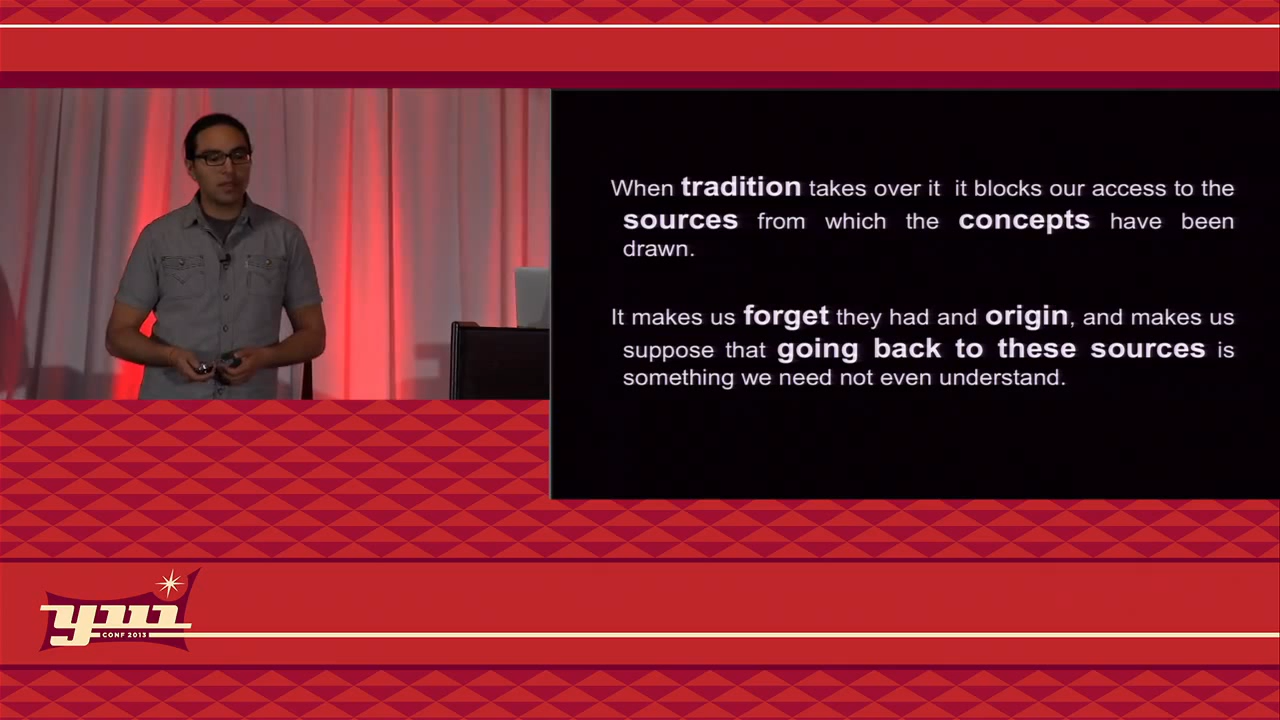 When tradition takes over it it blocks our access to the
sources from which the concepts have been
drawn.
It makes us forget they had and origin, and makes us
suppose that going back to these sources is
something we need not even understand.
yui
CONF 2013